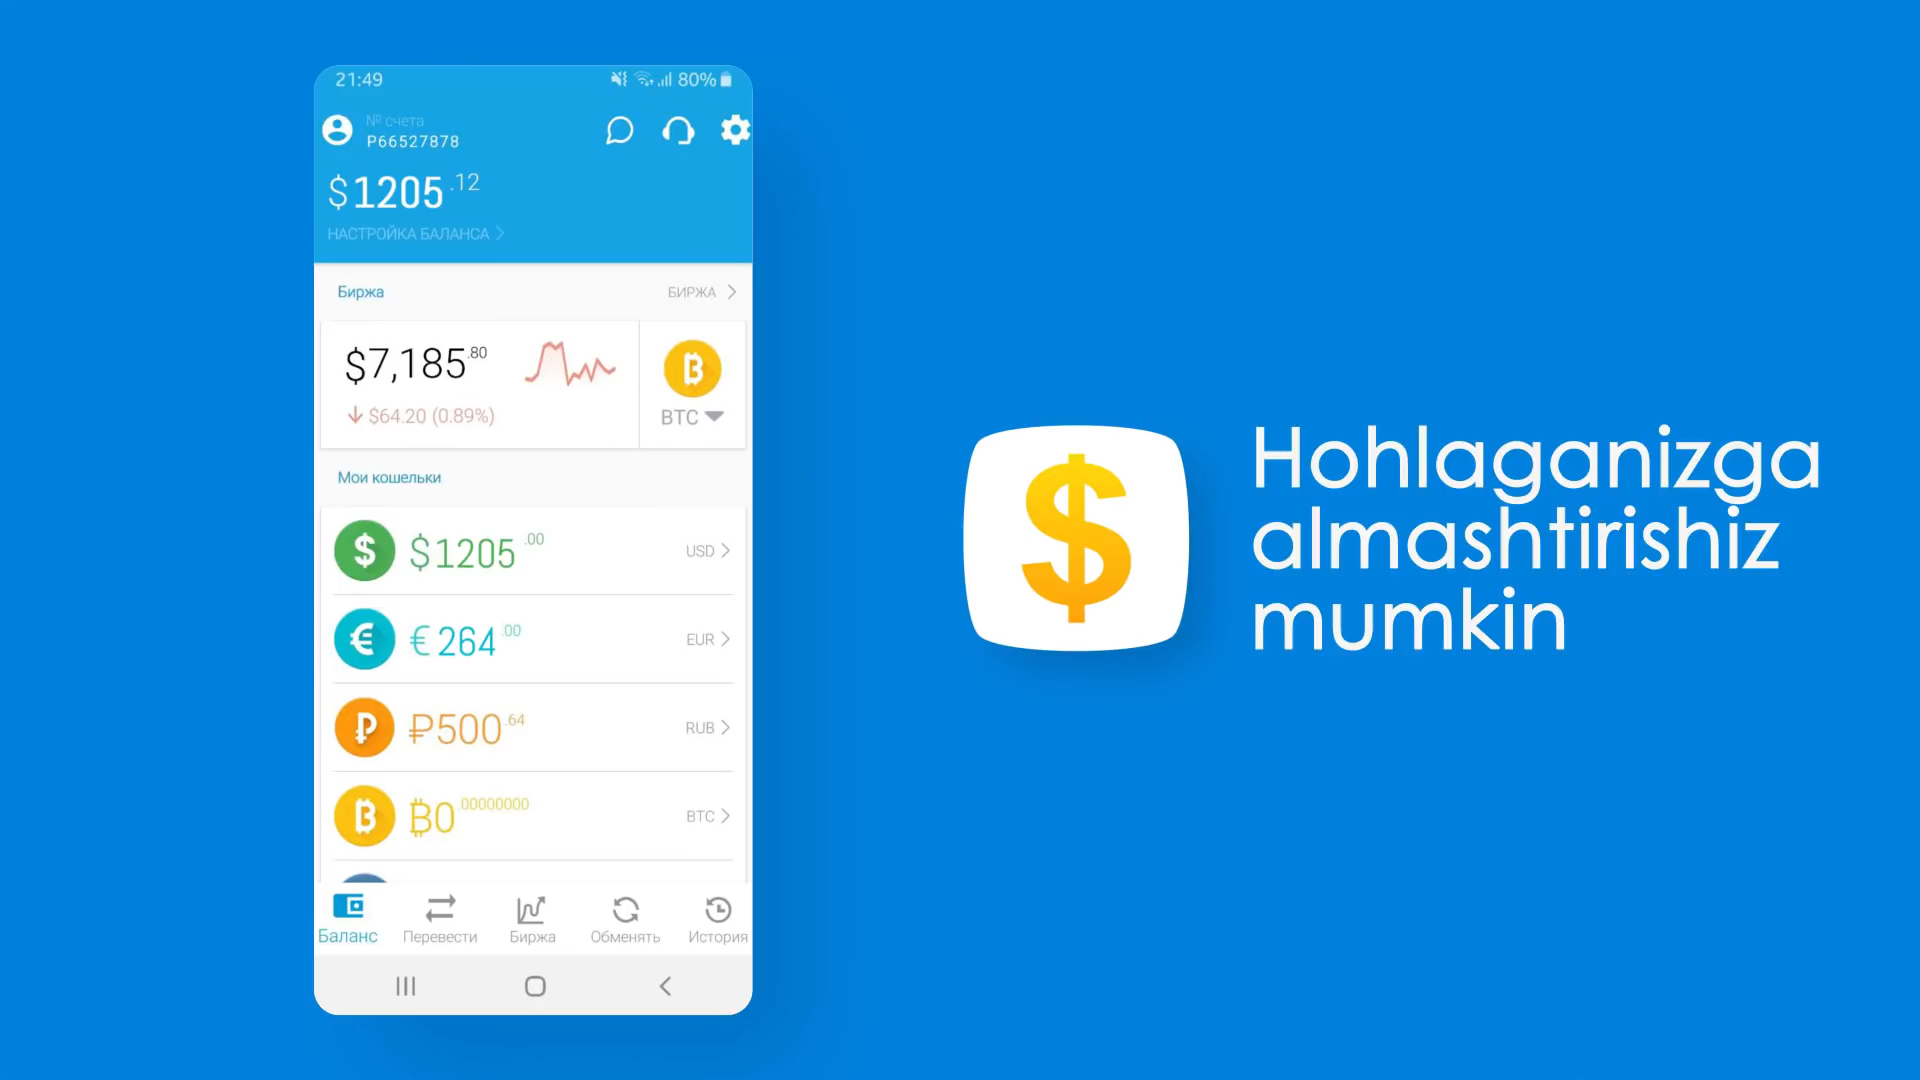 21:49 80%
№ счета
P66527878
$1205.12
НАСТРОЙКА БАЛАНСА
Биржа БИРЖА
$7,185.80
$64.20 (0.89%)
BTC
Мои кошельки
$1205.00 USD
€264.00 EUR
₽500.64 RUB
₿0.00000000 BTC
Баланс Перевести Биржа Обменять История
$
Hohlaganizga
almashtirishiz
mumkin